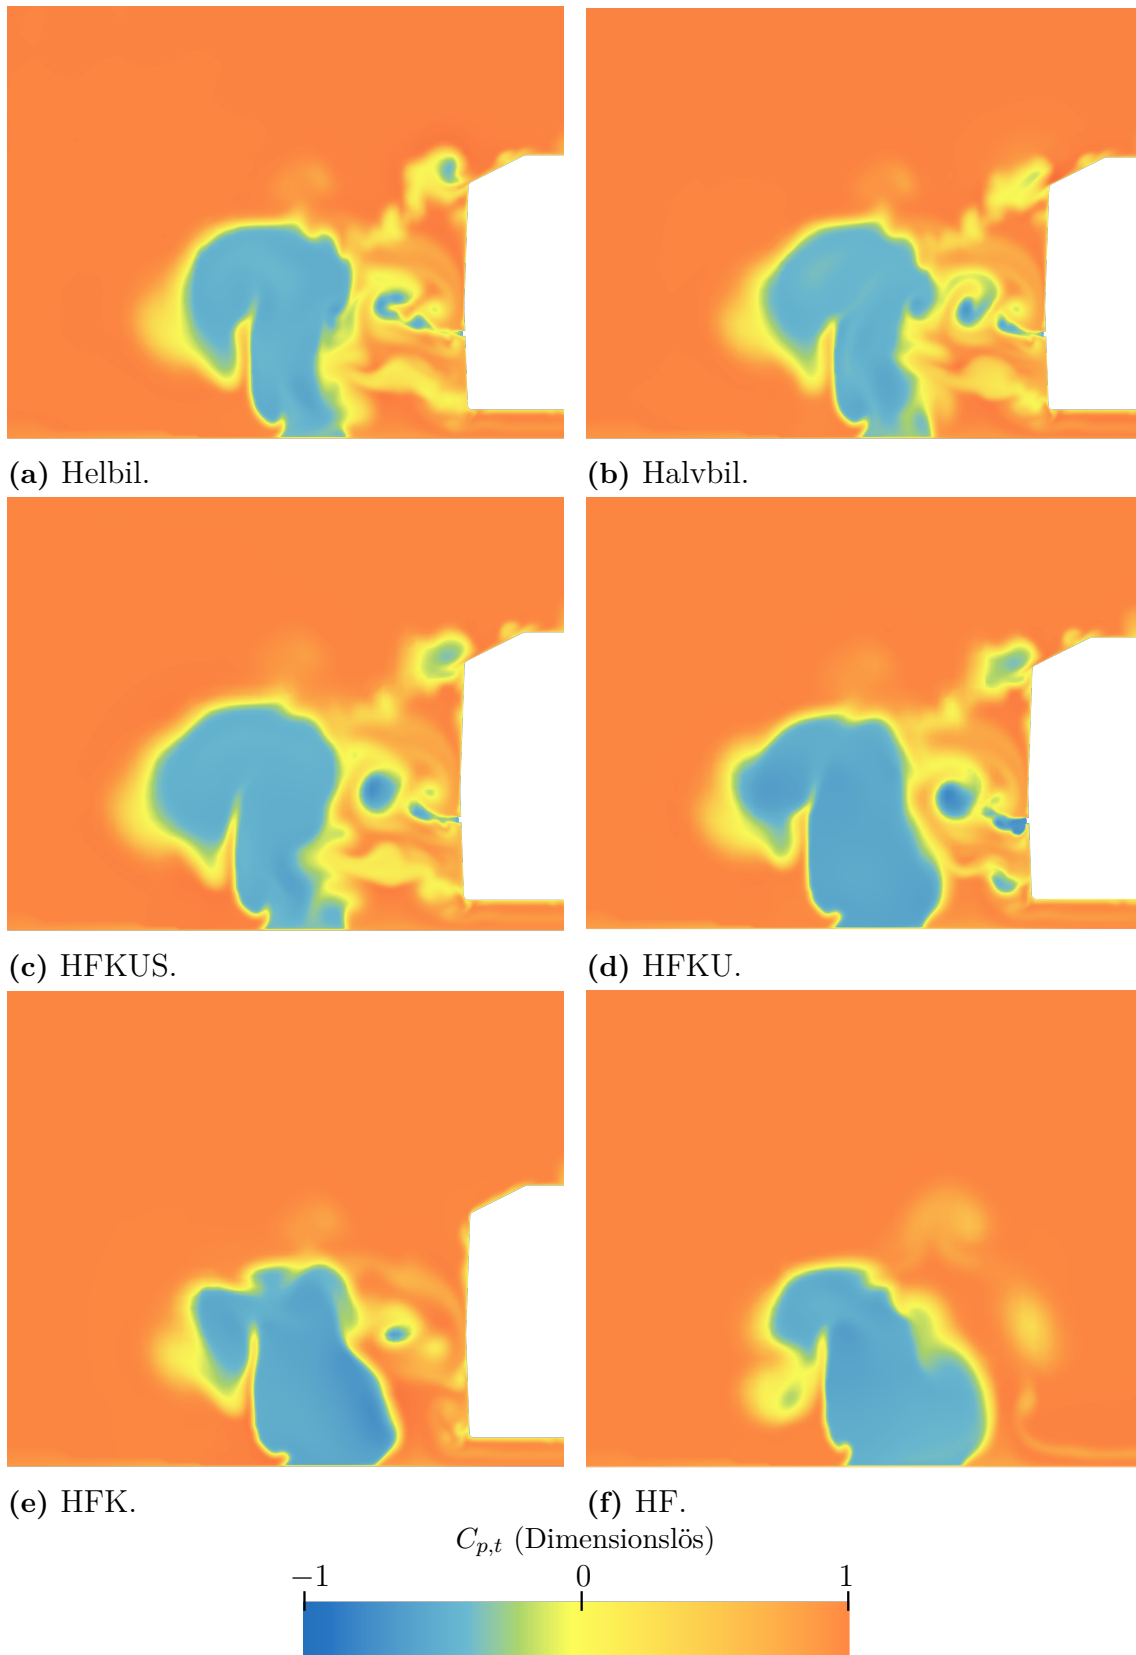 (a) Helbil.
(b) Halvbil.
(c) HFKUS.
(d) HFKU.
(e) HFK.
(f) HF.
C_{p,t} (Dimensionslös)
−1 0 1